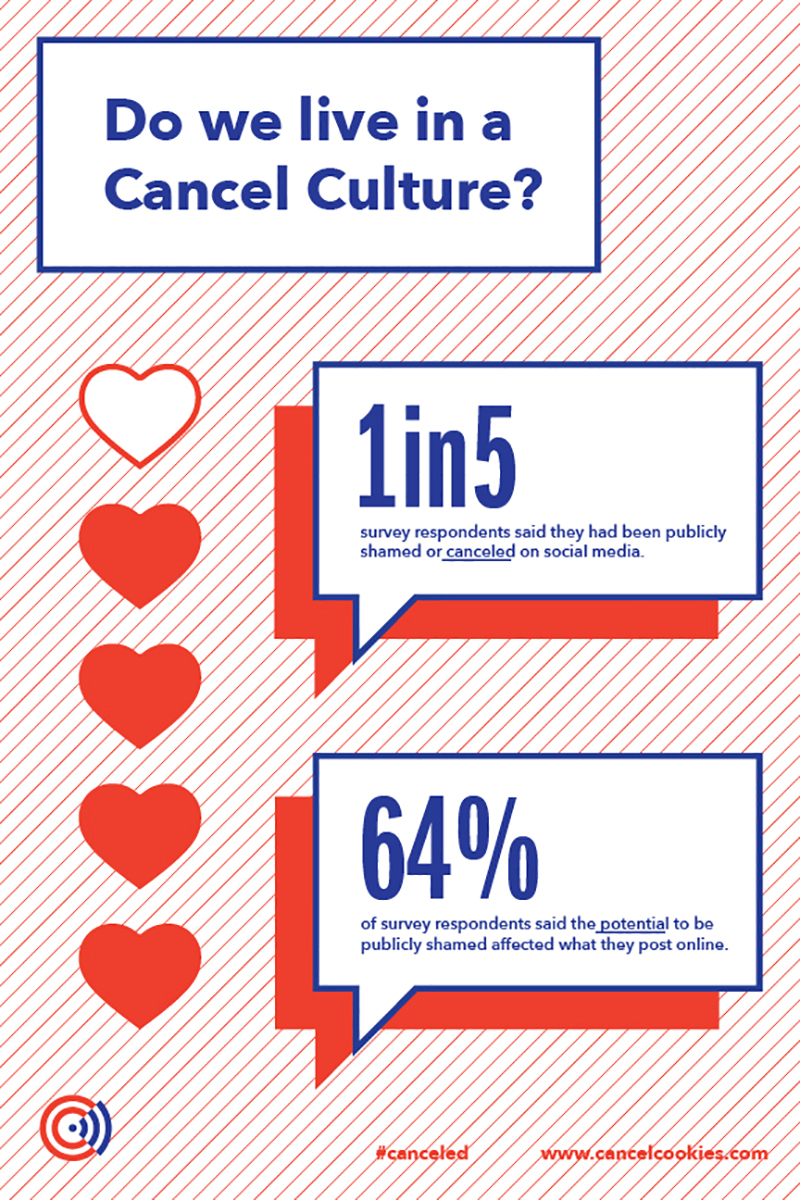 Do we live in a
Cancel Culture?
1in5
survey respondents said they had been publicly
shamed or canceled on social media.
64%
of survey respondents said the potential to be
publicly shamed affected what they post online.
#canceled
www.cancelcookies.com